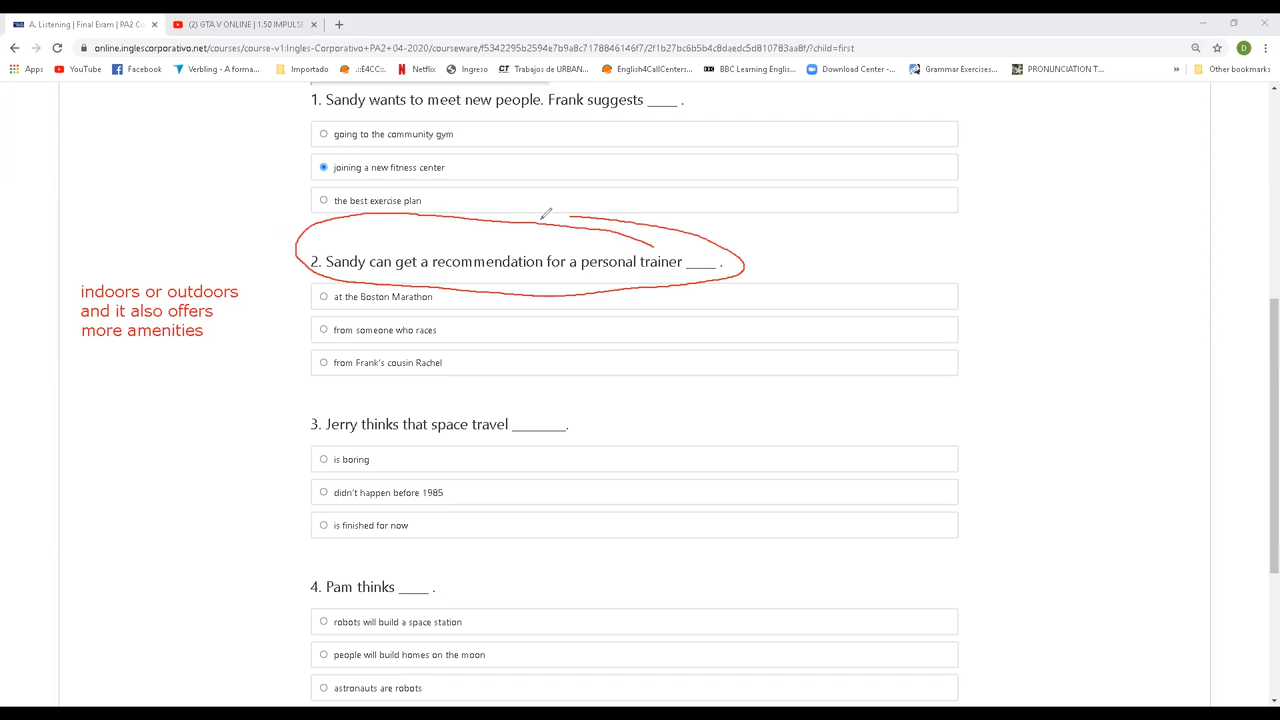 A. Listening | Final Exam | PA2 Co
(2) GTA V ONLINE | 1.50 IMPULSE
online.inglescorporativo.net/courses/course-v1:Ingles-Corporativo+PA2+04-2020/courseware/f5342295b2594e7b9a8c7178846146f7/2f1b27bc6b5b4c8daedc5d810783aa8f/?child=first
D
Apps
YouTube
Facebook
Verbling - A forma...
Importado
.::E4CC::.
Netflix
Ingreso
CT Trabajos de URBAN...
English4CallCenters...
BBC Learning Englis...
Download Center -...
Grammar Exercises...
PRONUNCIATION T...
»
Other bookmarks
1. Sandy wants to meet new people. Frank suggests ____ .
going to the community gym
joining a new fitness center
the best exercise plan
2. Sandy can get a recommendation for a personal trainer ____ .
at the Boston Marathon
from someone who races
from Frank's cousin Rachel
indoors or outdoors
and it also offers
more amenities
3. Jerry thinks that space travel _______.
is boring
didn't happen before 1985
is finished for now
4. Pam thinks ____ .
robots will build a space station
people will build homes on the moon
astronauts are robots